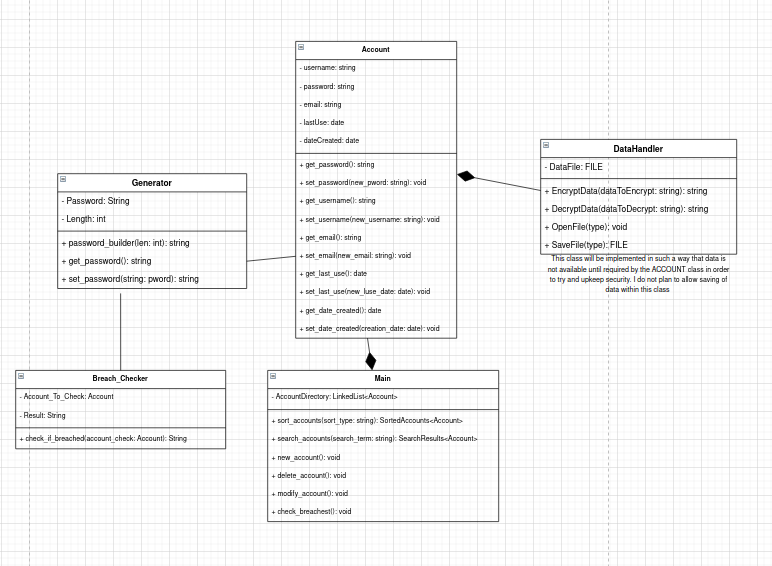 Account
- username: string
- password: string
- email: string
- lastUse: date
- dateCreated: date
+ get_password(): string
+ set_password(new_pword: string): void
+ get_username(): string
+ set_username(new_username: string): void
+ get_email(): string
+ set_email(new_email: string): void
+ get_last_use(): date
+ set_last_use(new_luse_date: date): void
+ get_date_created(): date
+ set_date_created(creation_date: date): void
DataHandler
- DataFile: FILE
+ EncryptData(dataToEncrypt: string): string
+ DecryptData(dataToDecrypt: string): string
+ OpenFile(type): void
+ SaveFile(type): FILE
This class will be implemented in such a way that data is
not available until required by the ACCOUNT class in order
to try and upkeep security. I do not plan to allow saving of
data within this class
Generator
- Password: String
- Length: int
+ password_builder(len: int): string
+ get_password(): string
+ set_password(string: pword): string
Breach_Checker
- Account_To_Check: Account
- Result: String
+ check_if_breached(account_check: Account): String
Main
- AccountDirectory: LinkedList<Account>
+ sort_accounts(sort_type: string): SortedAccounts<Account>
+ search_accounts(search_term: string): SearchResults<Account>
+ new_account(): void
+ delete_account(): void
+ modify_account(): void
+ check_breachest(): void